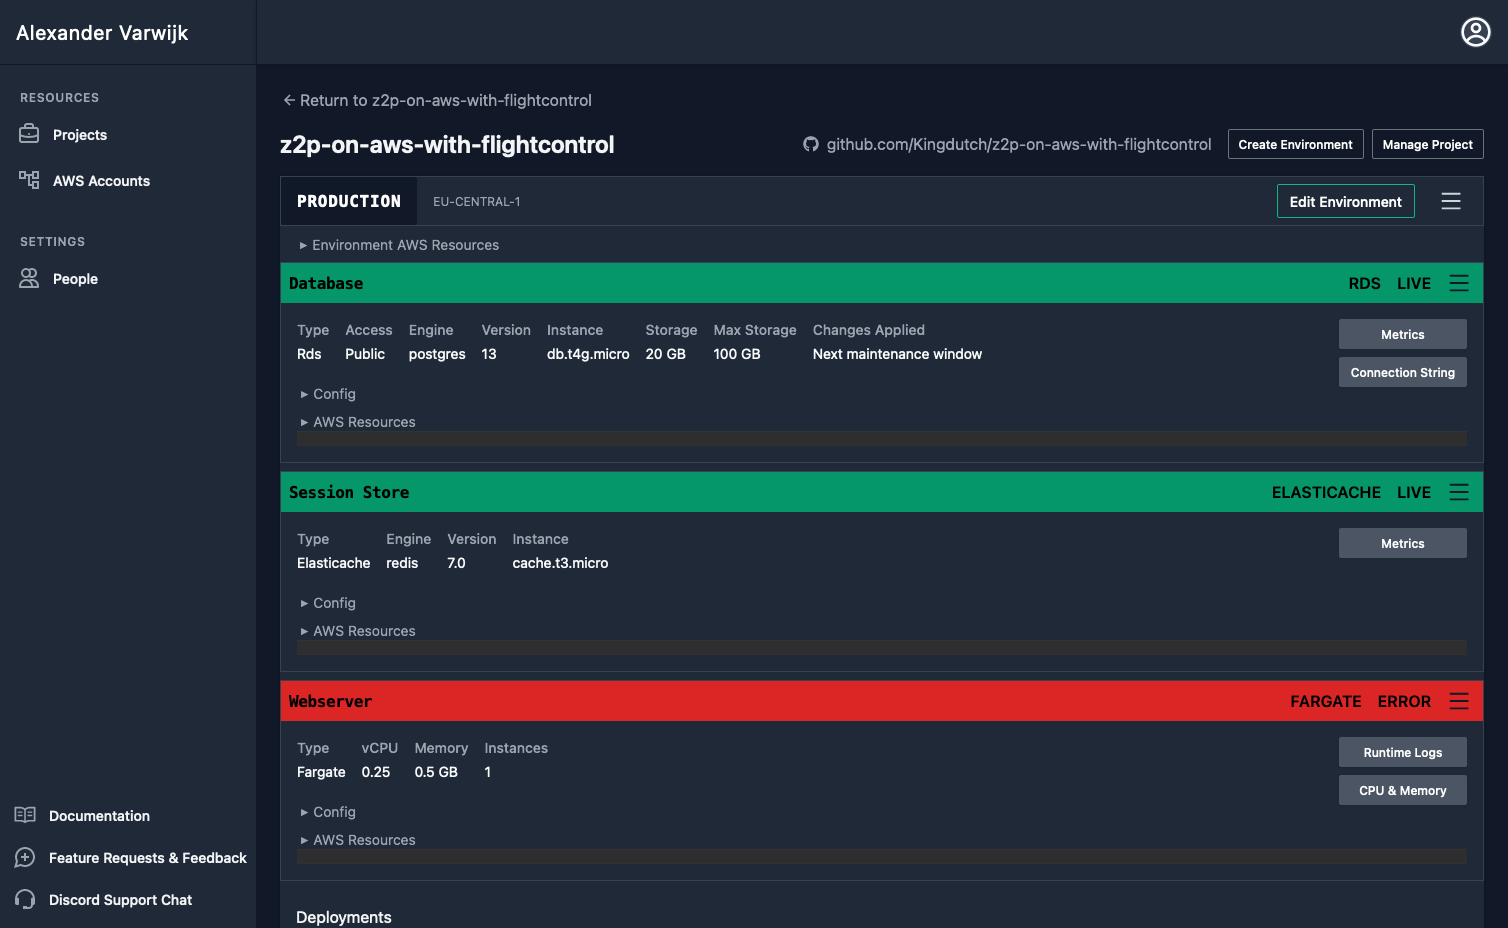 Alexander Varwijk
RESOURCES
Projects
AWS Accounts
SETTINGS
People
Documentation
Feature Requests & Feedback
Discord Support Chat
← Return to z2p-on-aws-with-flightcontrol
z2p-on-aws-with-flightcontrol
github.com/Kingdutch/z2p-on-aws-with-flightcontrol
Create Environment
Manage Project
PRODUCTION
EU-CENTRAL-1
Edit Environment
▸ Environment AWS Resources
Database
RDS LIVE
Type Access Engine Version Instance Storage Max Storage Changes Applied
Rds Public postgres 13 db.t4g.micro 20 GB 100 GB Next maintenance window
Metrics
Connection String
▸ Config
▸ AWS Resources
Session Store
ELASTICACHE LIVE
Type Engine Version Instance
Elasticache redis 7.0 cache.t3.micro
Metrics
▸ Config
▸ AWS Resources
Webserver
FARGATE ERROR
Type vCPU Memory Instances
Fargate 0.25 0.5 GB 1
Runtime Logs
CPU & Memory
▸ Config
▸ AWS Resources
Deployments